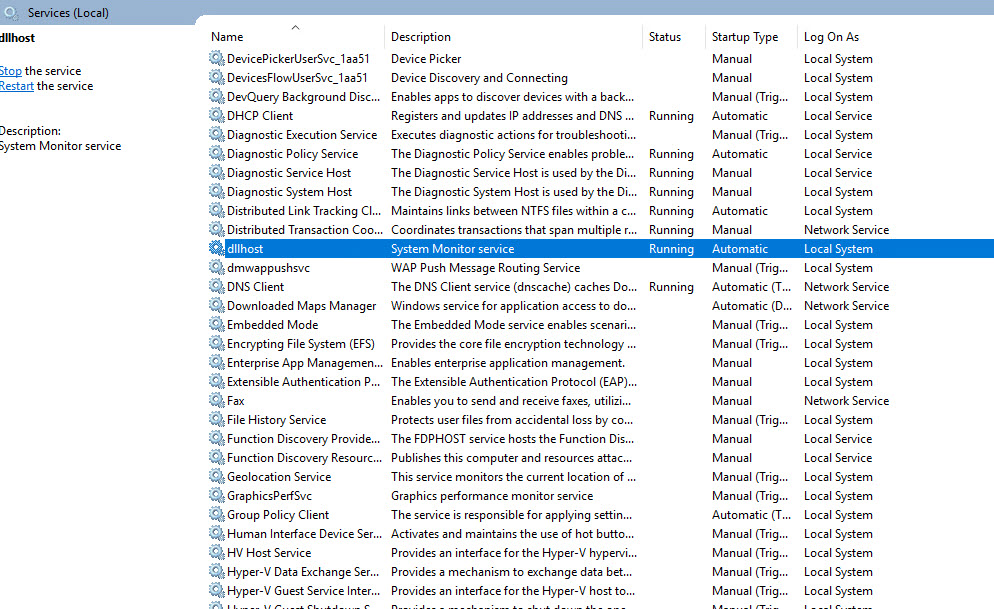 Services (Local)
dllhost
Stop the service
Restart the service
Description:
System Monitor service
Name Description Status Startup Type Log On As
DevicePickerUserSvc_1aa51 Device Picker Manual Local System
DevicesFlowUserSvc_1aa51 Device Discovery and Connecting Manual Local System
DevQuery Background Disc... Enables apps to discover devices with a back... Manual (Trig... Local System
DHCP Client Registers and updates IP addresses and DNS ... Running Automatic Local Service
Diagnostic Execution Service Executes diagnostic actions for troubleshooti... Manual (Trig... Local System
Diagnostic Policy Service The Diagnostic Policy Service enables proble... Running Automatic Local Service
Diagnostic Service Host The Diagnostic Service Host is used by the Di... Running Manual Local Service
Diagnostic System Host The Diagnostic System Host is used by the Di... Running Manual Local System
Distributed Link Tracking Cl... Maintains links between NTFS files within a c... Running Automatic Local System
Distributed Transaction Coo... Coordinates transactions that span multiple r... Running Manual Network Service
dllhost System Monitor service Running Automatic Local System
dmwappushsvc WAP Push Message Routing Service Manual (Trig... Local System
DNS Client The DNS Client service (dnscache) caches Do... Running Automatic (T... Network Service
Downloaded Maps Manager Windows service for application access to do... Automatic (D... Network Service
Embedded Mode The Embedded Mode service enables scenari... Manual (Trig... Local System
Encrypting File System (EFS) Provides the core file encryption technology ... Manual (Trig... Local System
Enterprise App Managemen... Enables enterprise application management. Manual Local System
Extensible Authentication P... The Extensible Authentication Protocol (EAP)... Manual Local System
Fax Enables you to send and receive faxes, utilizi... Manual Network Service
File History Service Protects user files from accidental loss by co... Manual (Trig... Local System
Function Discovery Provide... The FDPHOST service hosts the Function Dis... Manual Local Service
Function Discovery Resourc... Publishes this computer and resources attac... Manual Local Service
Geolocation Service This service monitors the current location of ... Manual (Trig... Local System
GraphicsPerfSvc Graphics performance monitor service Manual (Trig... Local System
Group Policy Client The service is responsible for applying settin... Automatic (T... Local System
Human Interface Device Ser... Activates and maintains the use of hot butto... Manual (Trig... Local System
HV Host Service Provides an interface for the Hyper-V hypervi... Manual (Trig... Local System
Hyper-V Data Exchange Ser... Provides a mechanism to exchange data bet... Manual (Trig... Local System
Hyper-V Guest Service Inter... Provides an interface for the Hyper-V host to... Manual (Trig... Local System